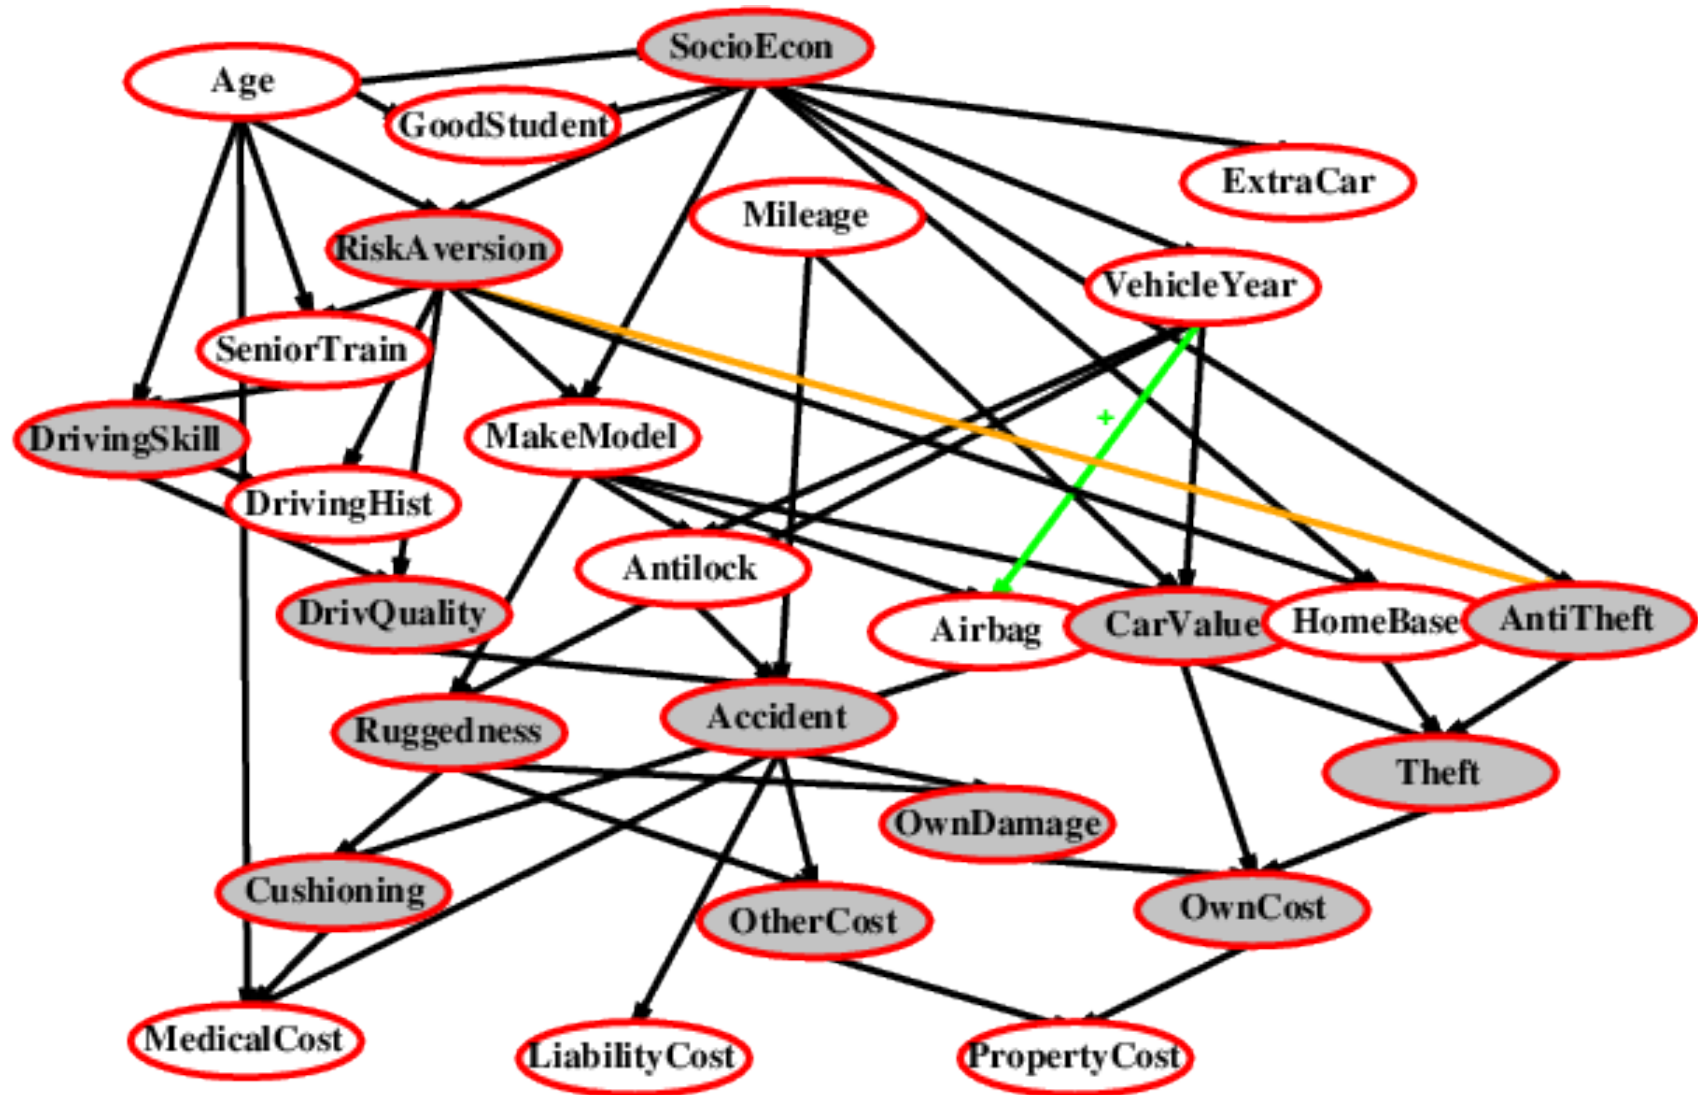 SocioEcon
Age
GoodStudent
ExtraCar
Mileage
RiskAversion
VehicleYear
SeniorTrain
+
DrivingSkill
MakeModel
DrivingHist
Antilock
DrivQuality
Airbag
CarValue
HomeBase
AntiTheft
Ruggedness
Accident
Theft
OwnDamage
Cushioning
OtherCost
OwnCost
MedicalCost
LiabilityCost
PropertyCost